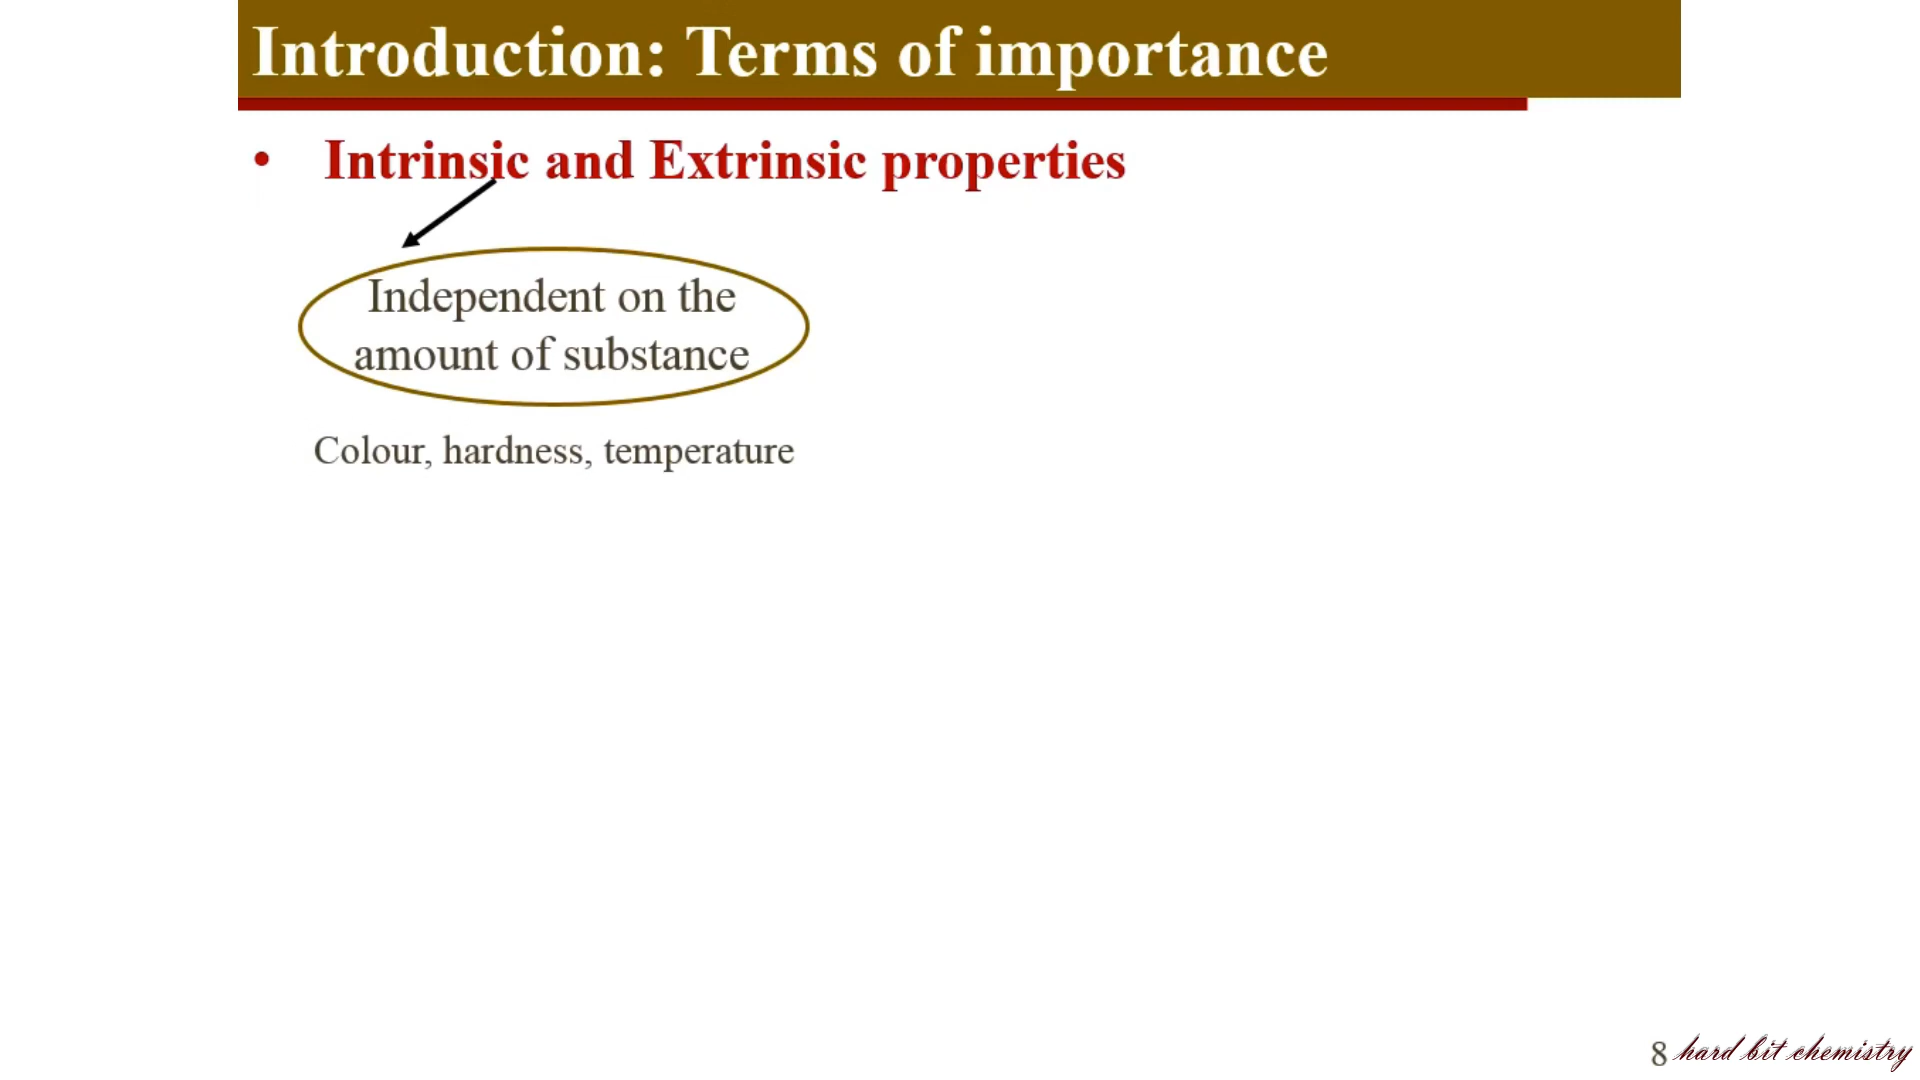 Introduction: Terms of importance
• Intrinsic and Extrinsic properties
Independent on the
amount of substance
Colour, hardness, temperature
8
hard bit chemistry